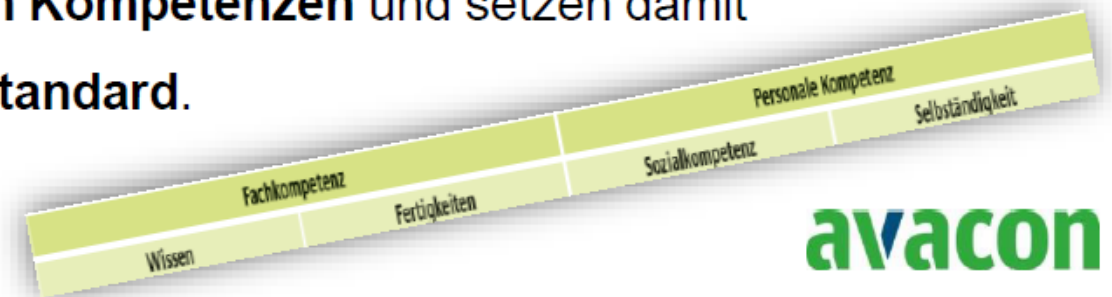 Kompetenzen und setzen damit
tandard.
Fachkompetenz Personale Kompetenz
Wissen Fertigkeiten Sozialkompetenz Selbständigkeit
avacon